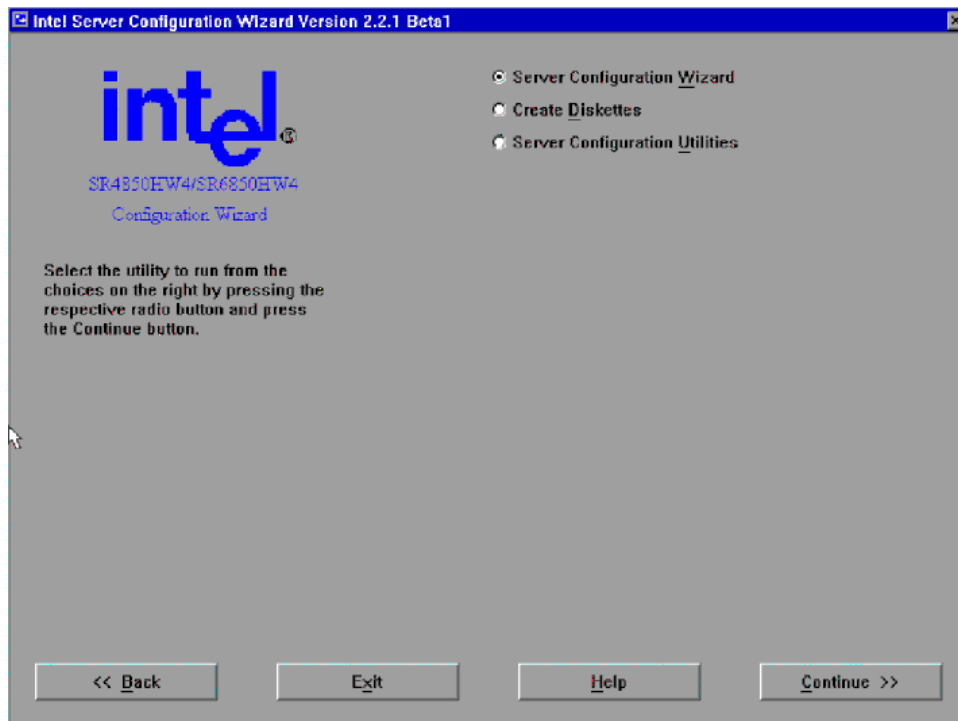 Intel Server Configuration Wizard Version 2.2.1 Beta1
intel®
SR4850HW4/SR6850HW4
Configuration Wizard
Select the utility to run from the
choices on the right by pressing the
respective radio button and press
the Continue button.
Server Configuration Wizard
Create Diskettes
Server Configuration Utilities
<< Back
Exit
Help
Continue >>